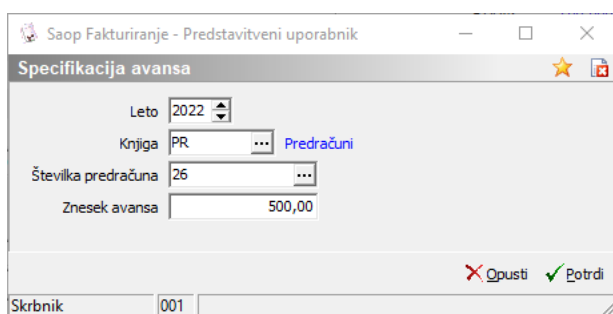 Saop Fakturiranje - Predstavitveni uporabnik
Specifikacija avansa
Leto 2022
Knjiga PR ... Predračuni
Številka predračuna 26 ...
Znesek avansa 500,00
Opusti Potrdi
Skrbnik 001